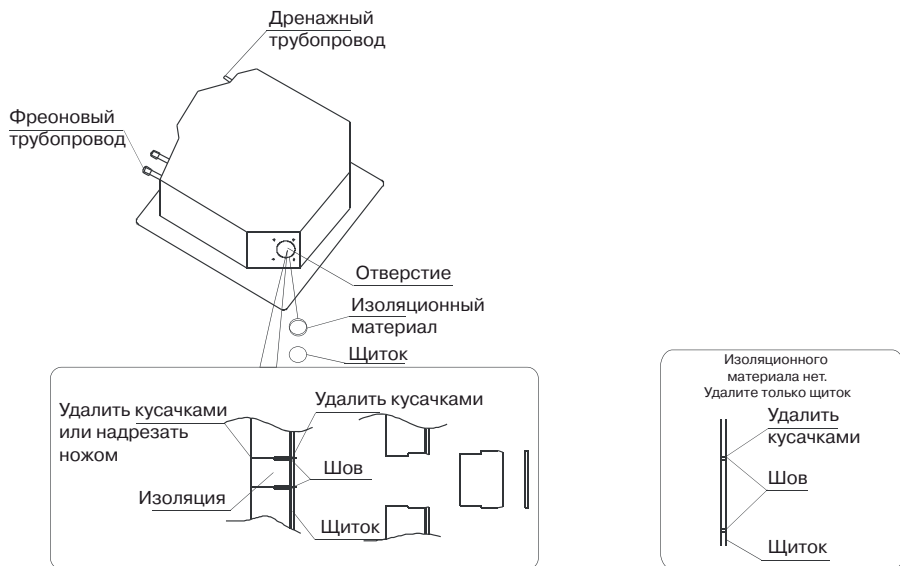 Дренажный
трубопровод
Фреоновый
трубопровод
Отверстие
Изоляционный
материал
Щиток
Удалить кусачками
или надрезать
ножом
Удалить кусачками
Шов
Изоляция
Щиток
Изоляционного
материала нет.
Удалите только щиток
Удалить
кусачками
Шов
Щиток